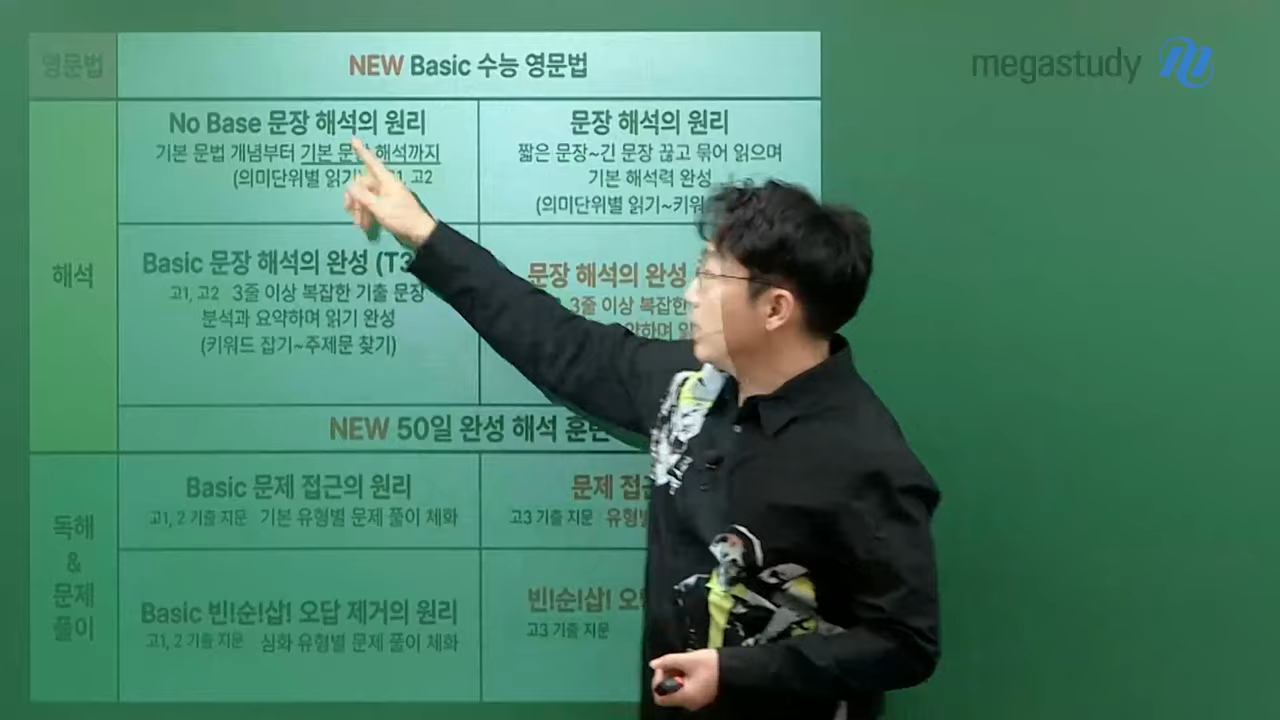 영문법
NEW Basic 수능 영문법
megastudy
해석
No Base 문장 해석의 원리
기본 문법 개념부터 기본 문장 해석까지
(의미단위별 읽기) 고2
문장 해석의 원리
짧은 문장~긴 문장 끊고 묶어 읽으며
기본 해석력 완성
(의미단위별 읽기~키워
Basic 문장 해석의 완성 (T3
고1, 고2 3줄 이상 복잡한 기출 문장
분석과 요약하며 읽기 완성
(키워드 잡기~주제문 찾기)
문장 해석의 완성
3줄 이상 복잡한
약하며 읽
NEW 50일 완성 해석 훈련
독해
&
문제
풀이
Basic 문제 접근의 원리
고1, 2 기출 지문 기본 유형별 문제 풀이 체화
문제 접근
고3 기출 지문 유형별
Basic 빈!순!삽! 오답 제거의 원리
고1, 2 기출 지문 심화 유형별 문제 풀이 체화
빈!순!삽! 오답
고3 기출 지문